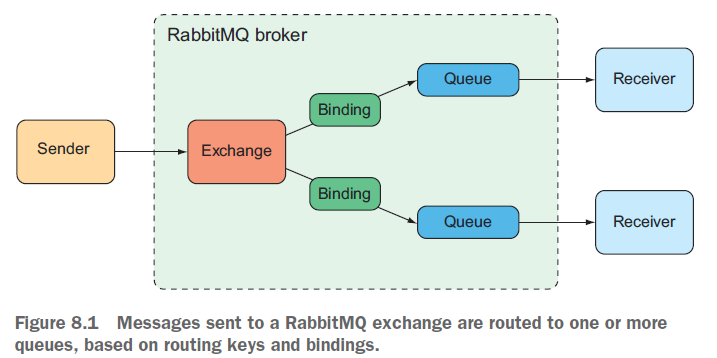 RabbitMQ broker
Queue
Receiver
Binding
Sender
Exchange
Binding
Queue
Receiver
Figure 8.1 Messages sent to a RabbitMQ exchange are routed to one or more
queues, based on routing keys and bindings.